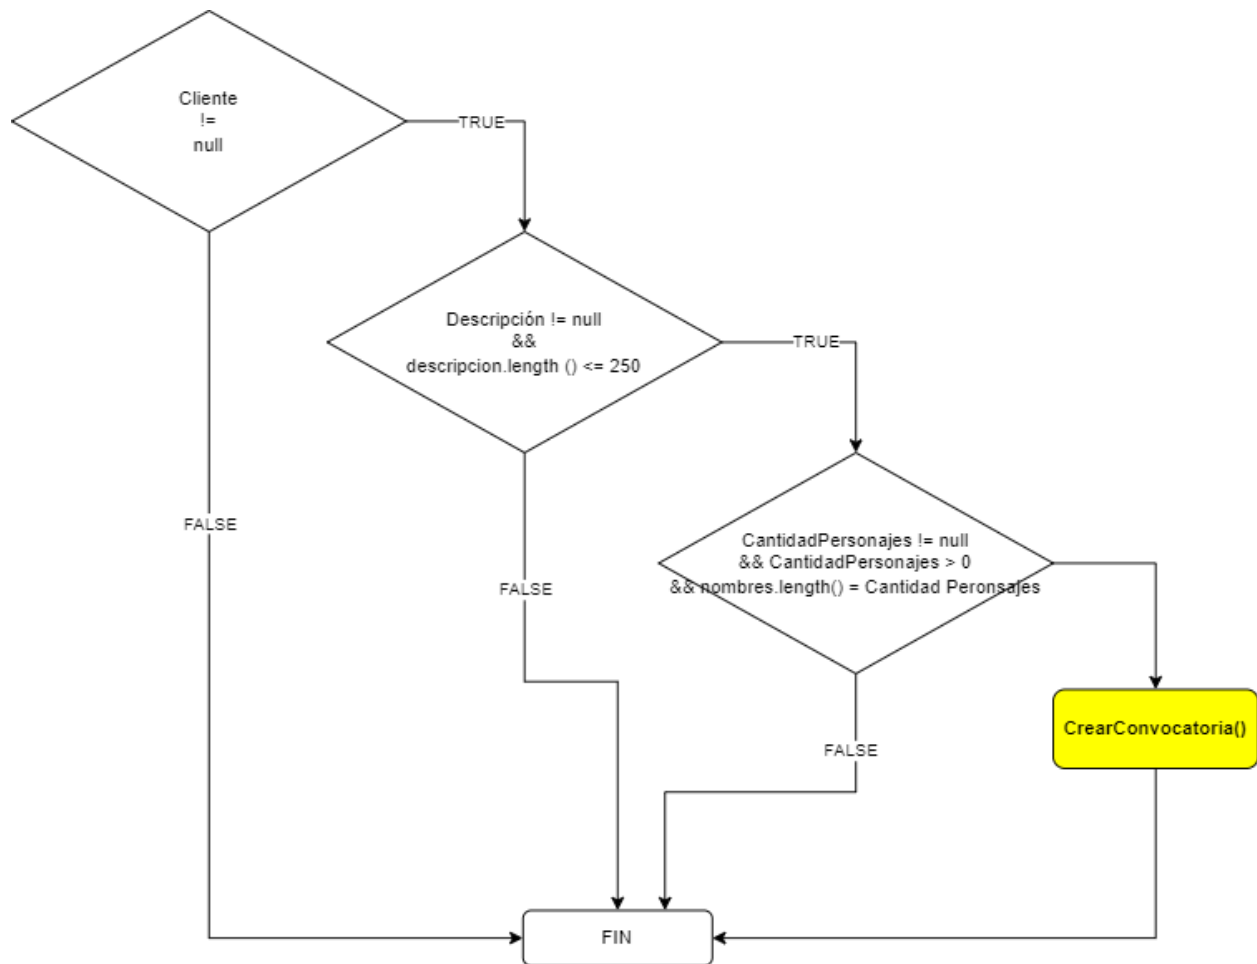 Cliente
!=
null
TRUE
Descripción != null
&&
descripcion.length () <= 250
TRUE
FALSE
CantidadPersonajes != null
&& CantidadPersonajes > 0
&& nombres.length() = Cantidad Peronsajes
FALSE
CrearConvocatoria()
FALSE
FIN